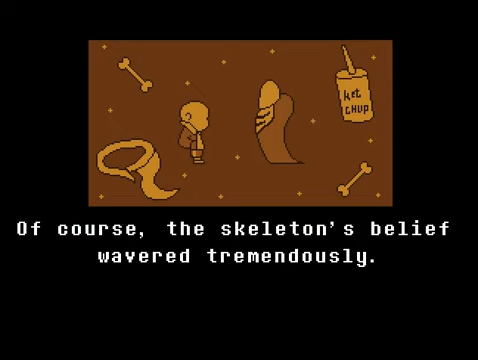 ket
CHUP
Of course, the skeleton's belief
wavered tremendously.